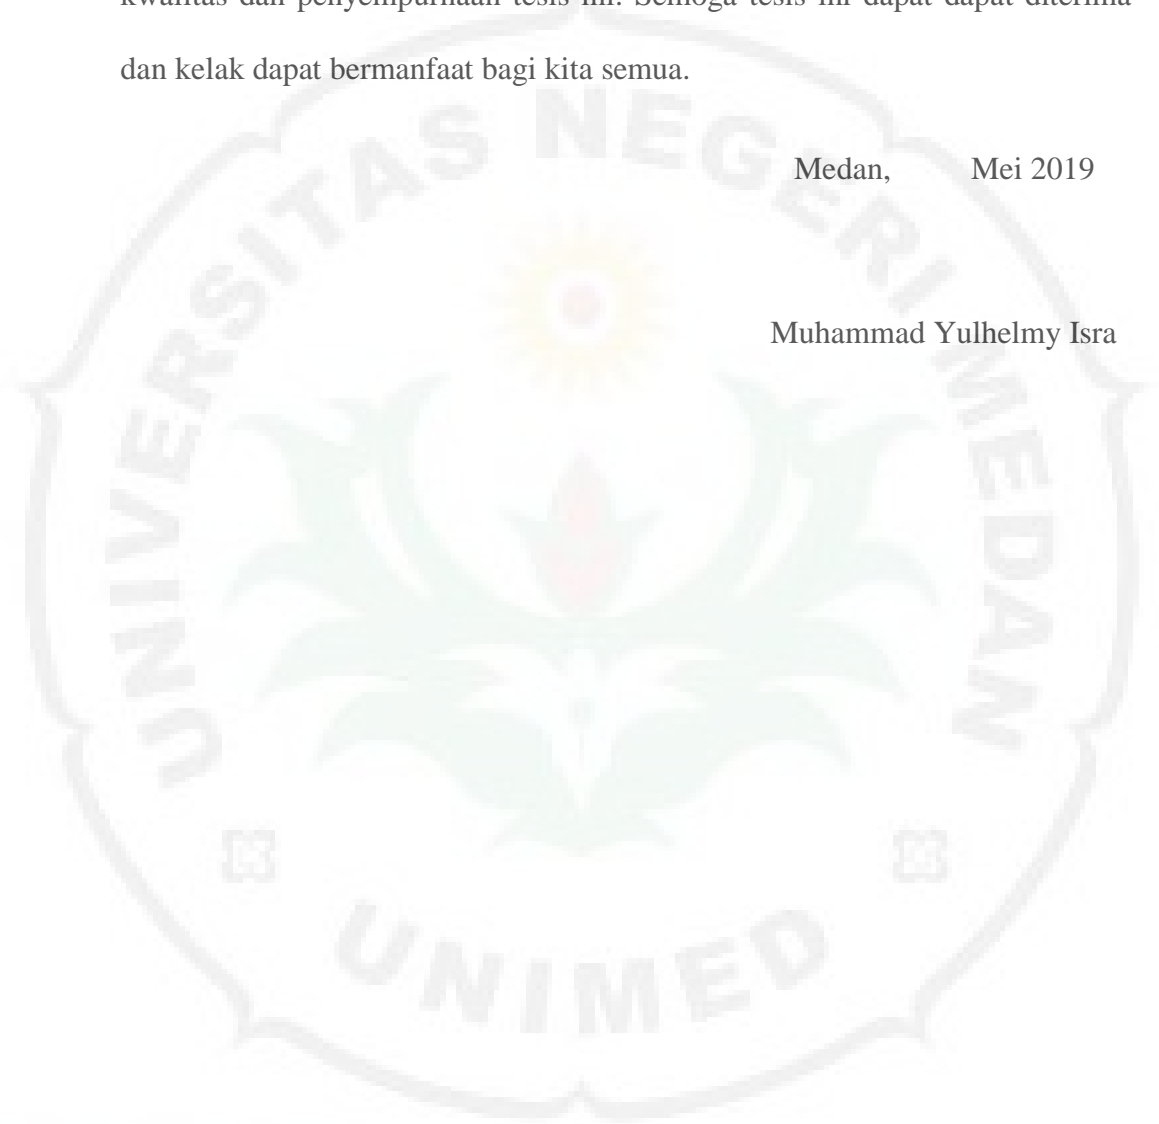 kwalitas dan penyempurnaan tesis ini. Semoga tesis ini dapat dapat diterima
dan kelak dapat bermanfaat bagi kita semua.
Medan, Mei 2019
Muhammad Yulhelmy Isra
UNIVERSITAS NEGERI MEDAN
UNIMED